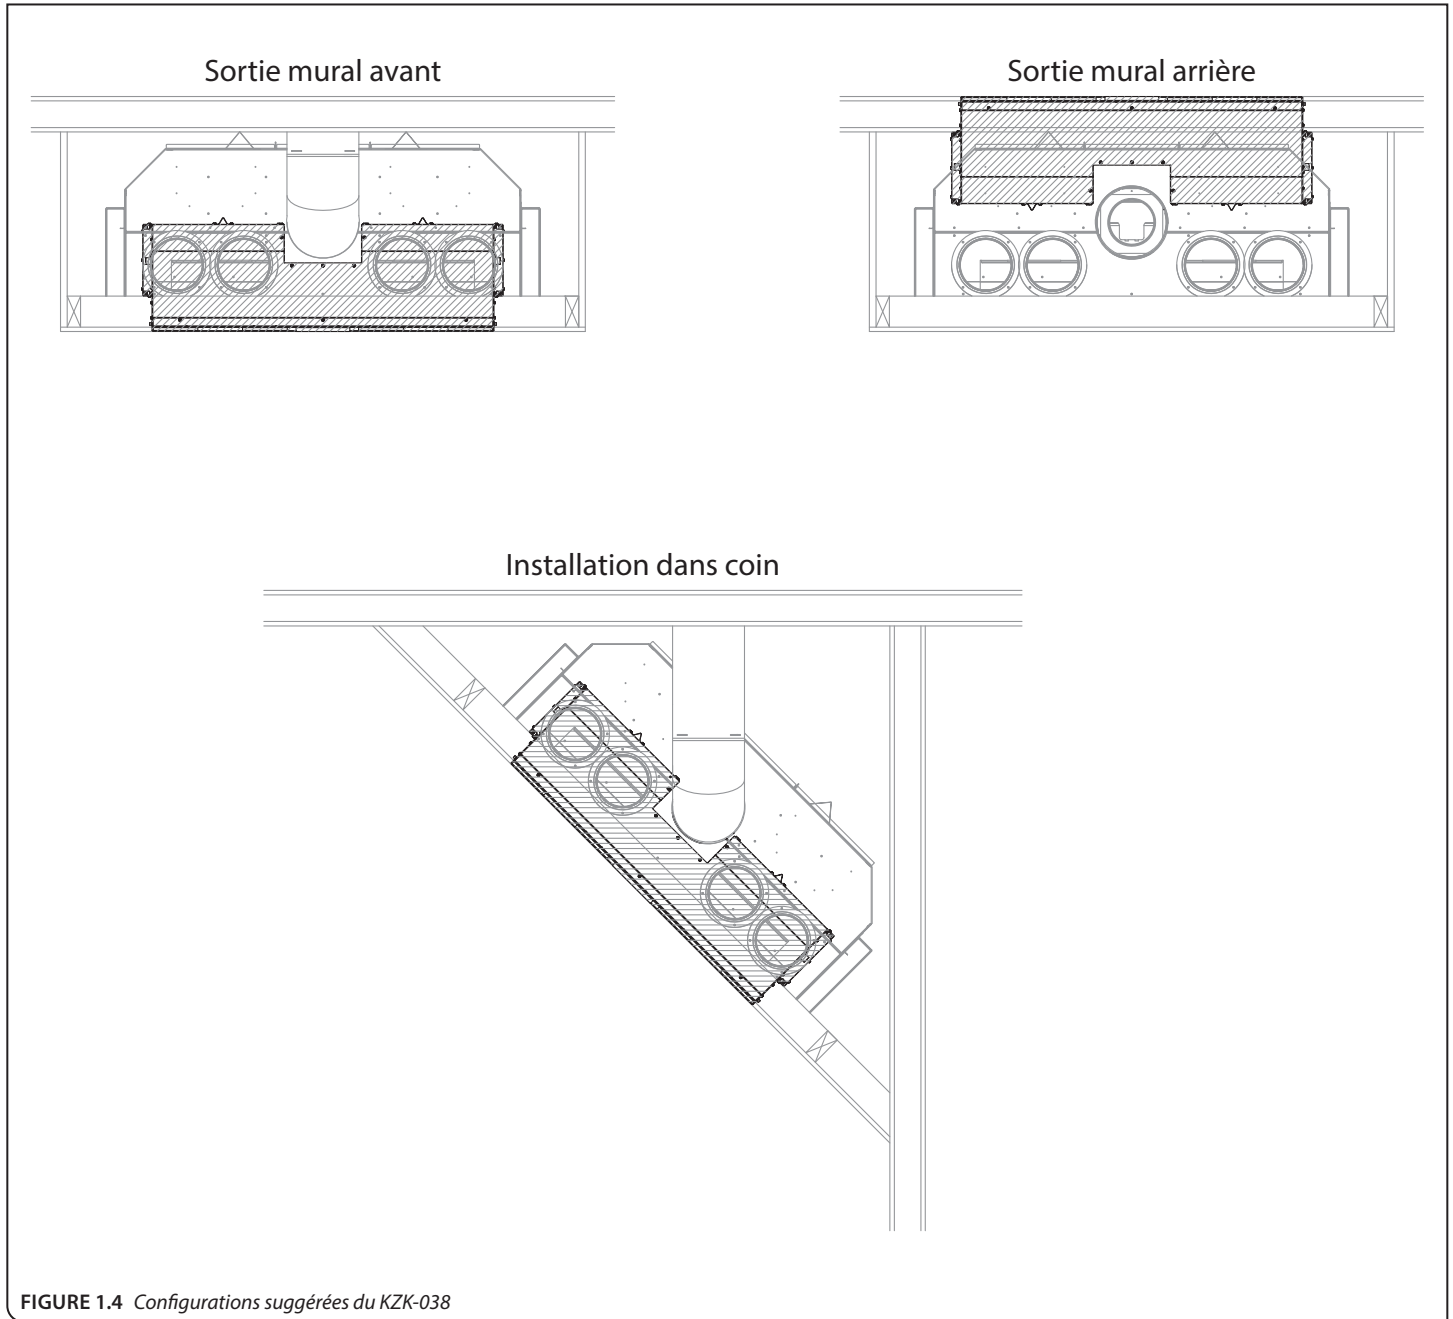 Sortie mural avant
Sortie mural arrière
Installation dans coin
FIGURE 1.4 Configurations suggérées du KZK-038